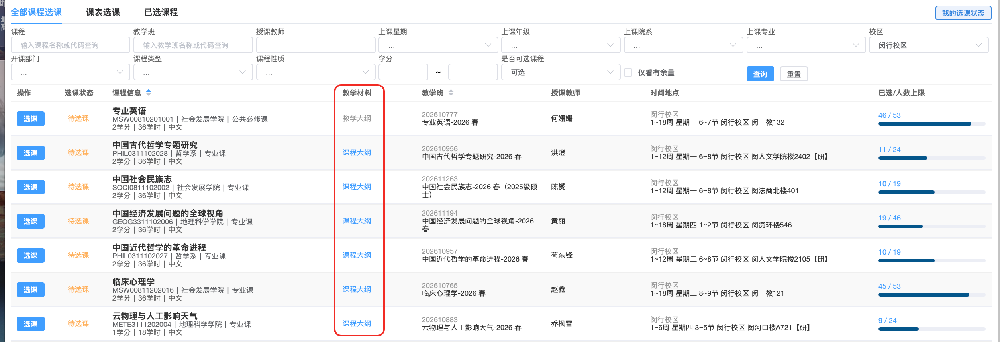 全部课程选课 课表选课 已选课程 我的选课状态
课程 教学班 授课教师 上课星期 上课年级 上课院系 上课专业 校区
输入课程名称或代码查询 输入教学班名称或代码查询 ... ... ... ... 闵行校区
开课部门 课程类型 课程性质 学分 是否可选课程
... ... ... ~ 可选 仅看有余量 查询 重置
操作 选课状态 课程信息 教学材料 教学班 授课教师 时间地点 已选/人数上限
选课 待选课
专业英语
MSW00810201001 | 社会发展学院 | 公共必修课
2学分 | 36学时 | 中文
教学大纲
202610777
专业英语-2026 春
何姗姗
闵行校区
1~18周 星期一 6~7节 闵行校区 闵一教132
46 / 53
选课 待选课
中国古代哲学专题研究
PHIL0311102028 | 哲学系 | 专业课
2学分 | 36学时 | 中文
课程大纲
202610956
中国古代哲学专题研究-2026 春
洪澄
闵行校区
1~12周 星期一 6~8节 闵行校区 闵人文学院楼2402【研】
11 / 24
选课 待选课
中国社会民族志
SOCI0811102002 | 社会发展学院 | 专业课
2学分 | 36学时 | 中文
课程大纲
202611263
中国社会民族志-2026 春（2025级硕
士）
陈赟
闵行校区
1~12周 星期一 6~8节 闵行校区 闵法商北楼401
10 / 19
选课 待选课
中国经济发展问题的全球视角
GEOG3311102006 | 地理科学学院 | 专业课
2学分 | 36学时 | 中文
课程大纲
202611194
中国经济发展问题的全球视角-2026
春
黄丽
闵行校区
1~18周 星期四 1~2节 闵行校区 闵资环楼546
19 / 46
选课 待选课
中国近代哲学的革命进程
PHIL0311102027 | 哲学系 | 专业课
2学分 | 36学时 | 中文
课程大纲
202610957
中国近代哲学的革命进程-2026 春
苟东锋
闵行校区
1~12周 星期二 6~8节 闵行校区 闵人文学院楼2105【研】
10 / 19
选课 待选课
临床心理学
MSW00811202016 | 社会发展学院 | 专业课
2学分 | 36学时 | 中文
课程大纲
202610765
临床心理学-2026 春
赵鑫
闵行校区
1~18周 星期二 8~9节 闵行校区 闵一教121
45 / 53
选课 待选课
云物理与人工影响天气
METE3111202004 | 地理科学学院 | 专业课
1学分 | 18学时 | 中文
课程大纲
202610883
云物理与人工影响天气-2026 春
乔枫雪
闵行校区
1~6周 星期四 3~5节 闵行校区 闵河口楼A721【研】
9 / 24